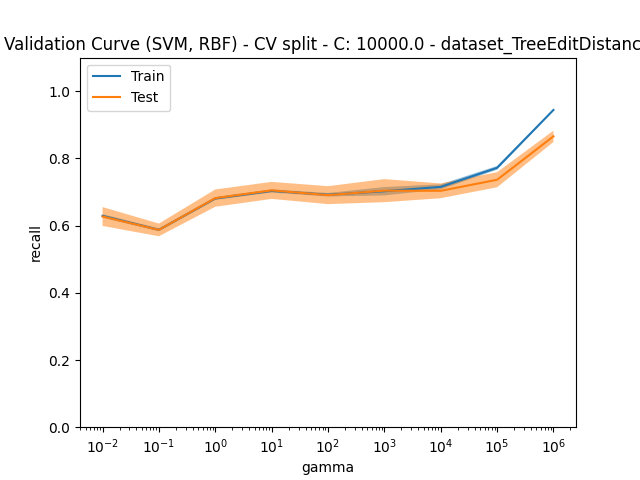 Validation Curve (SVM, RBF) - CV split - C: 10000.0 - dataset_TreeEditDistanc
Train
Test
recall
1.0
0.8
0.6
0.4
0.2
0.0
10⁻² 10⁻¹ 10⁰ 10¹ 10² 10³ 10⁴ 10⁵ 10⁶
gamma